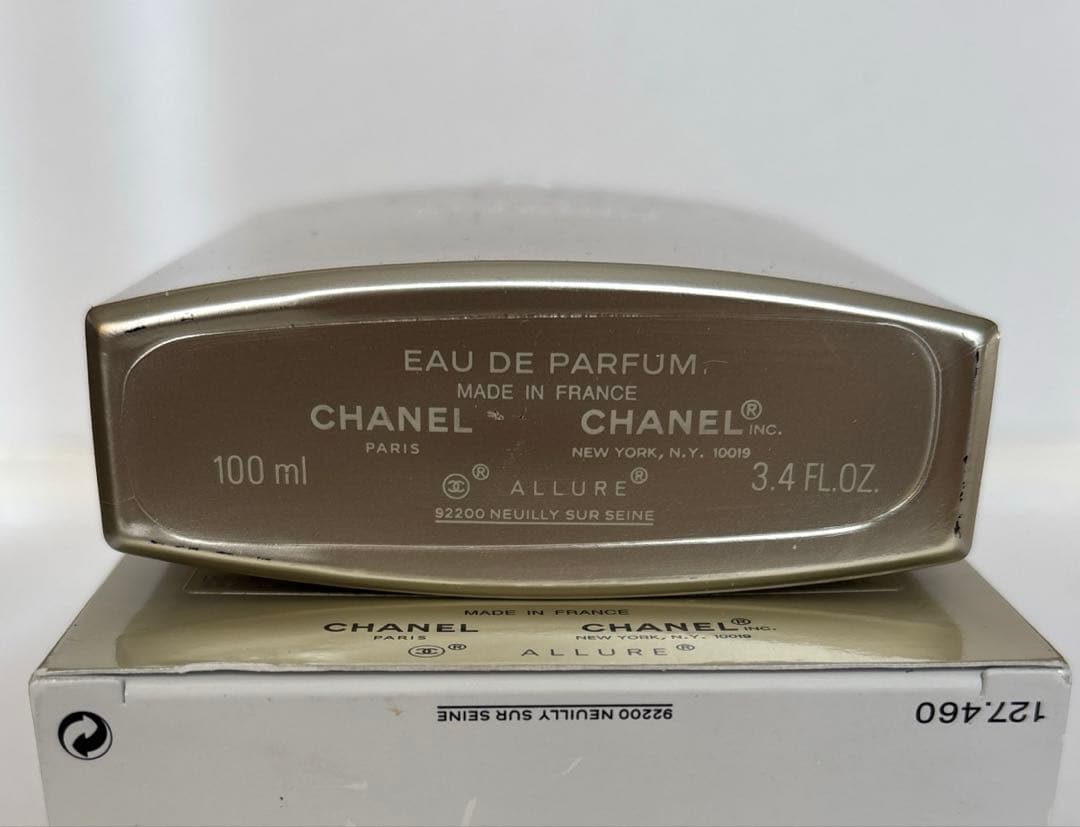 EAU DE PARFUM
MADE IN FRANCE
CHANEL CHANEL® INC.
PARIS NEW YORK, N.Y. 10019
100 ml ® ALLURE® 3.4 FL.OZ.
92200 NEUILLY SUR SEINE
MADE IN FRANCE
CHANEL CHANEL® INC.
PARIS NEW YORK, N.Y. 10019
® ALLURE®
92200 NEUILLY SUR SEINE
127.460